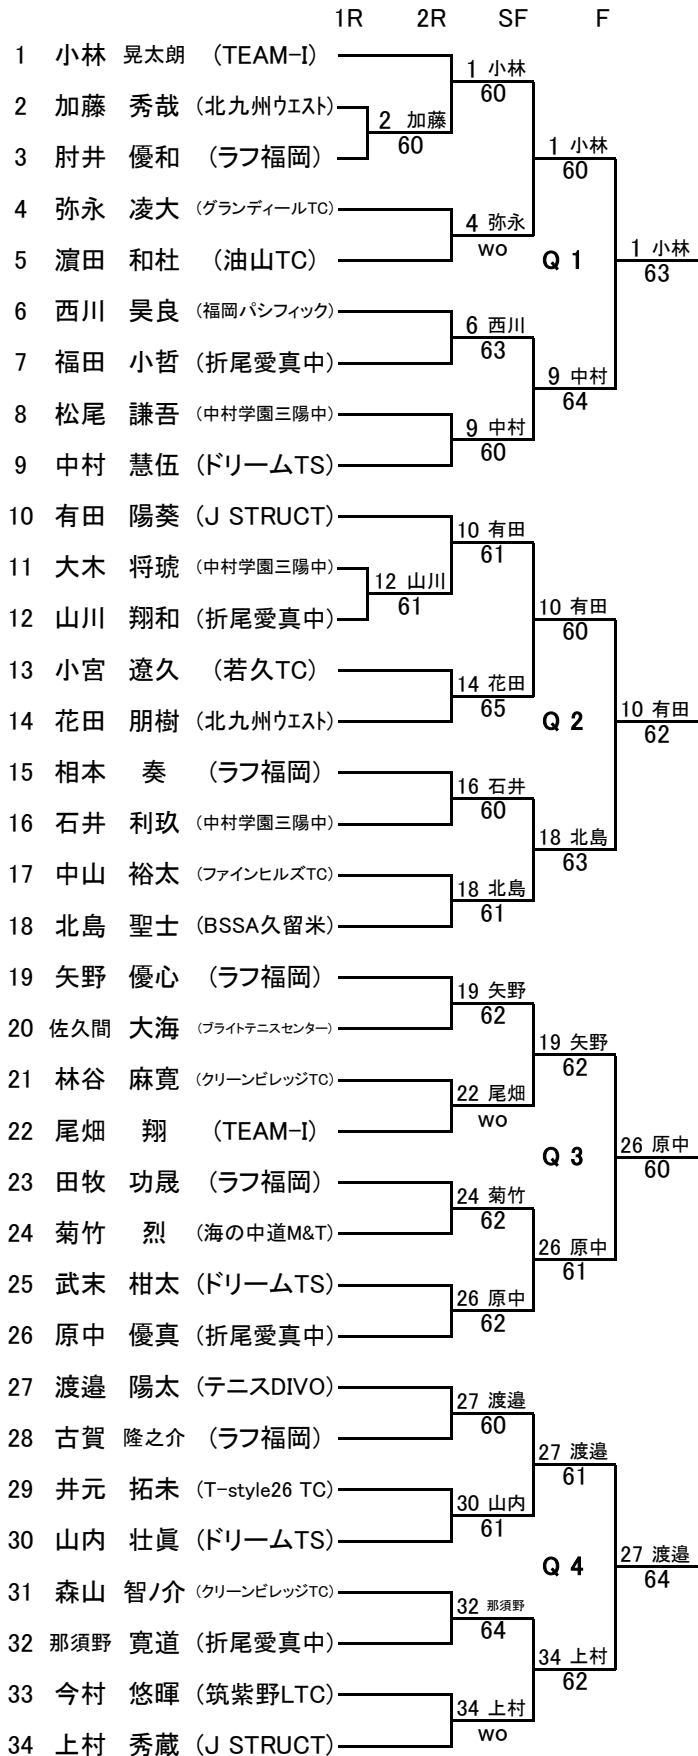 1R 2R SF F
1 小林 晃太朗 (TEAM-I)
1 小林
60
2 加藤 秀哉 (北九州ウエスト)
2 加藤
60
3 肘井 優和 (ラフ福岡)
1 小林
60
4 弥永 凌大 (グランディールTC)
4 弥永
wo
5 濵田 和杜 (油山TC)
Q 1
1 小林
63
6 西川 昊良 (福岡パシフィック)
6 西川
63
7 福田 小哲 (折尾愛真中)
9 中村
64
8 松尾 謙吾 (中村学園三陽中)
9 中村
60
9 中村 慧伍 (ドリームTS)
10 有田 陽葵 (J STRUCT)
10 有田
61
11 大木 将琥 (中村学園三陽中)
12 山川
61
12 山川 翔和 (折尾愛真中)
10 有田
60
13 小宮 遼久 (若久TC)
14 花田
65
14 花田 朋樹 (北九州ウエスト)
Q 2
10 有田
62
15 相本 奏 (ラフ福岡)
16 石井
60
16 石井 利玖 (中村学園三陽中)
18 北島
63
17 中山 裕太 (ファインヒルズTC)
18 北島
61
18 北島 聖士 (BSSA久留米)
19 矢野 優心 (ラフ福岡)
19 矢野
62
20 佐久間 大海 (ブライトテニスセンター)
19 矢野
62
21 林谷 麻寛 (クリーンビレッジTC)
22 尾畑
wo
22 尾畑 翔 (TEAM-I)
Q 3
26 原中
60
23 田牧 功晟 (ラフ福岡)
24 菊竹
62
24 菊竹 烈 (海の中道M&T)
26 原中
61
25 武末 柑太 (ドリームTS)
26 原中
62
26 原中 優真 (折尾愛真中)
27 渡邉 陽太 (テニスDIVO)
27 渡邉
60
28 古賀 隆之介 (ラフ福岡)
27 渡邉
61
29 井元 拓未 (T-style26 TC)
30 山内
61
30 山内 壮眞 (ドリームTS)
Q 4
27 渡邉
64
31 森山 智ノ介 (クリーンビレッジTC)
32 那須野
64
32 那須野 寛道 (折尾愛真中)
34 上村
62
33 今村 悠暉 (筑紫野LTC)
34 上村
wo
34 上村 秀蔵 (J STRUCT)